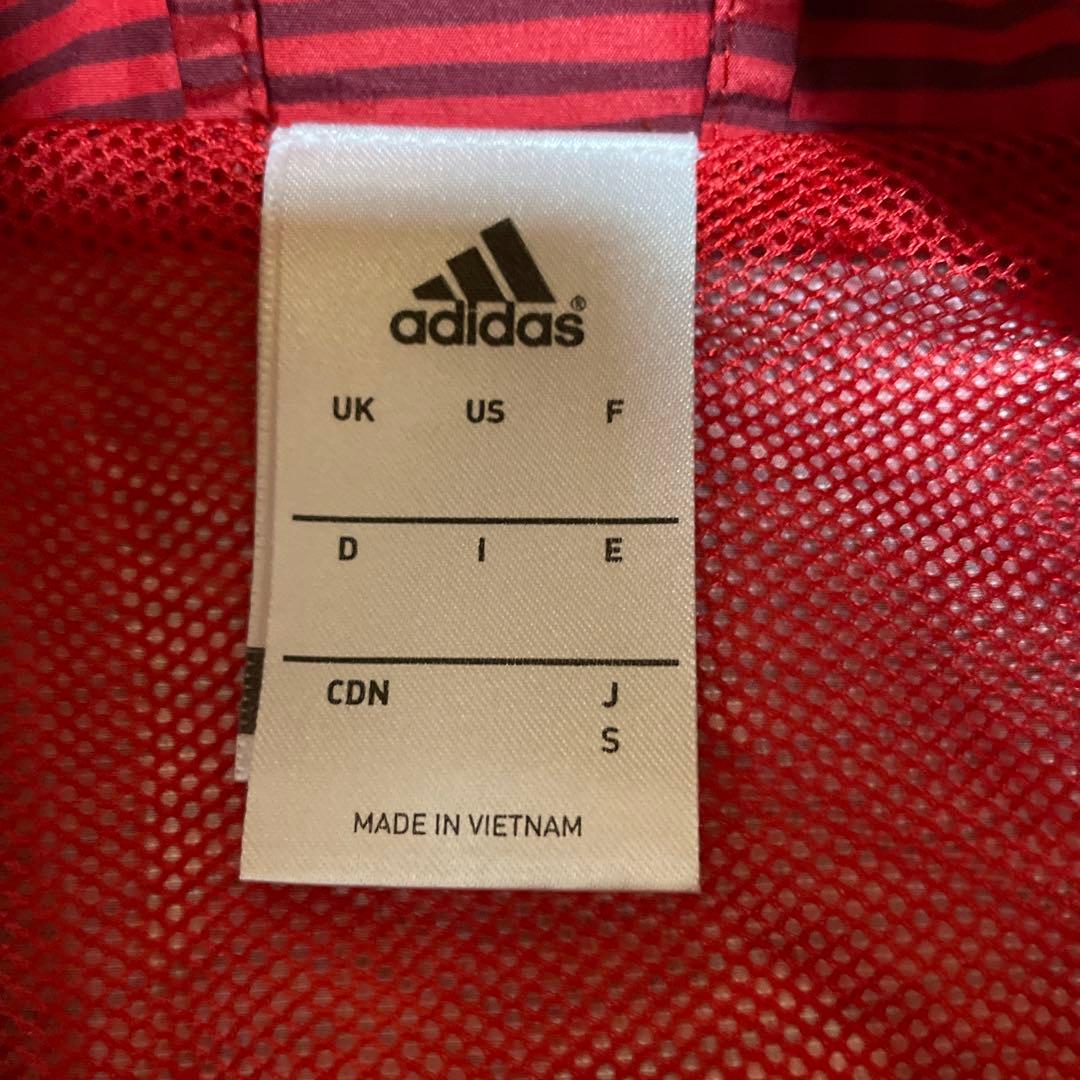 adidas®
UK US F
D I E
CDN J
S
MADE IN VIETNAM